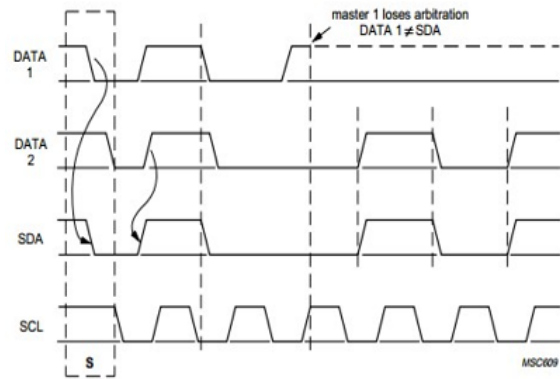 master 1 loses arbitration
DATA 1 ≠ SDA
DATA
1
DATA
2
SDA
SCL
S
MSC609